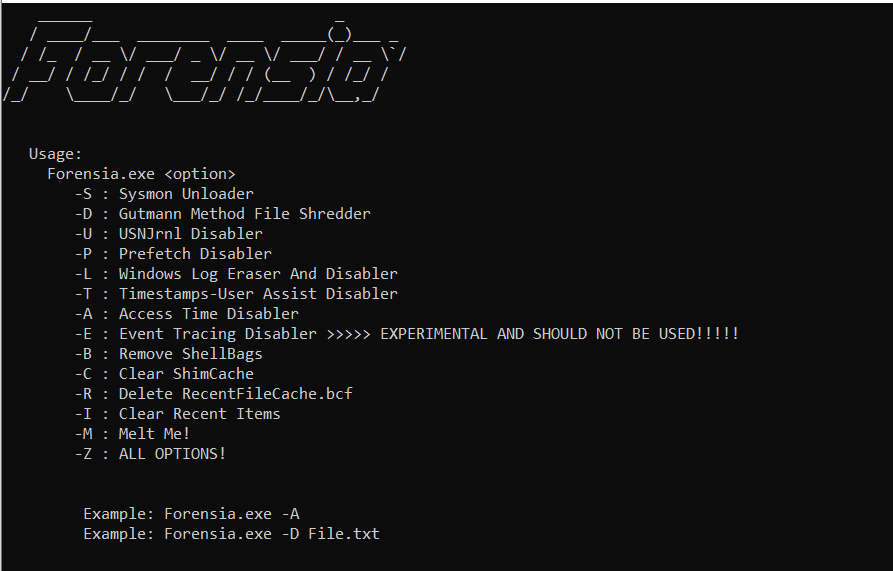 Forensia
Usage:
Forensia.exe <option>
-S : Sysmon Unloader
-D : Gutmann Method File Shredder
-U : USNJrnl Disabler
-P : Prefetch Disabler
-L : Windows Log Eraser And Disabler
-T : Timestamps-User Assist Disabler
-A : Access Time Disabler
-E : Event Tracing Disabler >>>>> EXPERIMENTAL AND SHOULD NOT BE USED!!!!!
-B : Remove ShellBags
-C : Clear ShimCache
-R : Delete RecentFileCache.bcf
-I : Clear Recent Items
-M : Melt Me!
-Z : ALL OPTIONS!
Example: Forensia.exe -A
Example: Forensia.exe -D File.txt